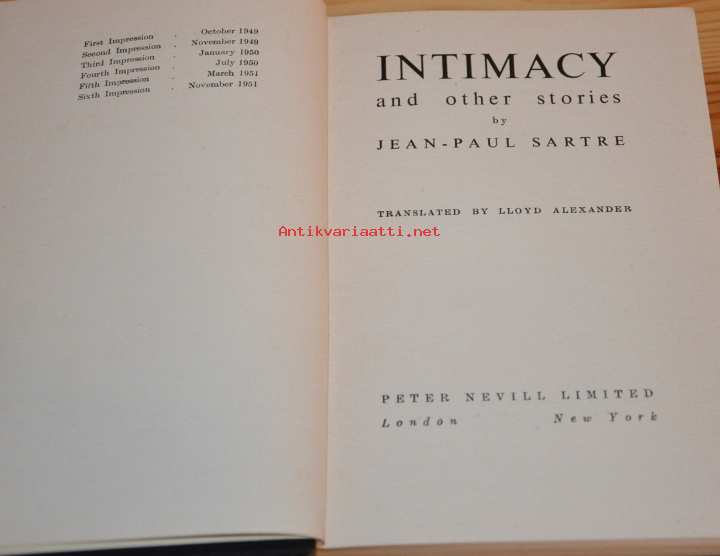 First Impression . October 1949
Second Impression . November 1949
Third Impression . January 1950
Fourth Impression . July 1950
Fifth Impression . March 1951
Sixth Impression . November 1951
INTIMACY
and other stories
by
JEAN-PAUL SARTRE
TRANSLATED BY LLOYD ALEXANDER
Antikvariaatti.net
PETER NEVILL LIMITED
London New York